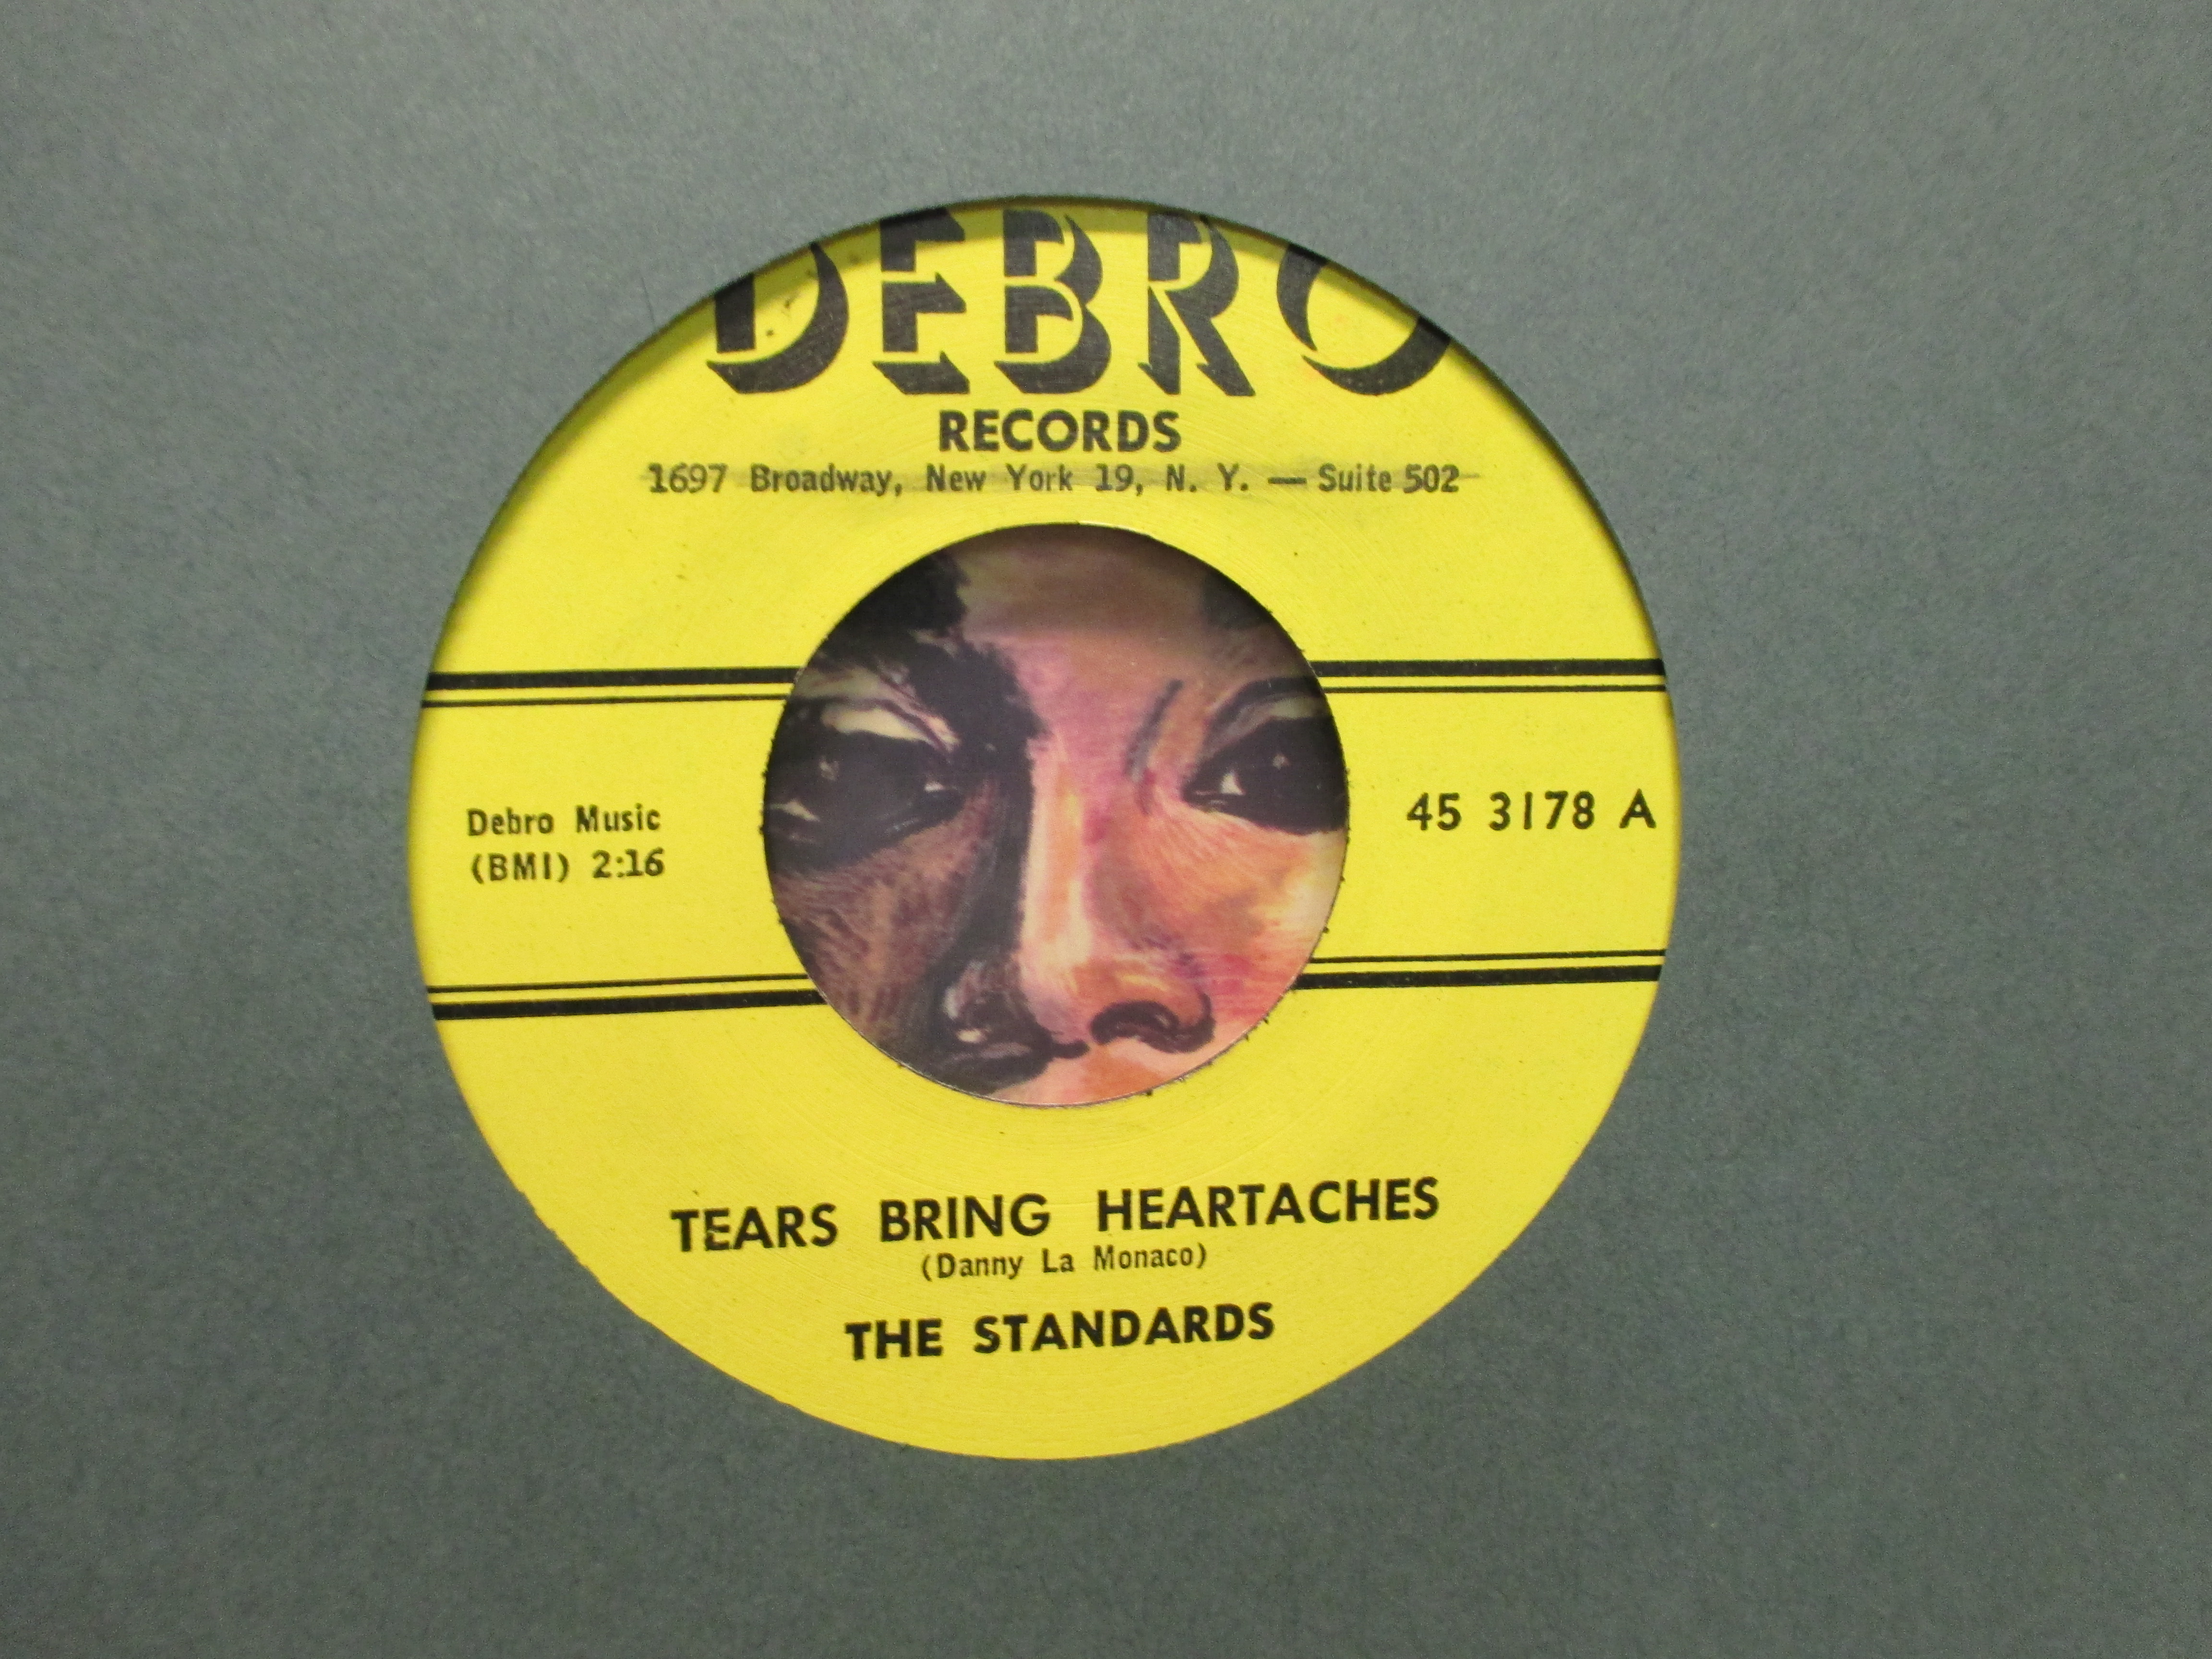 DEBRO
RECORDS
1697 Broadway, New York 19, N. Y. — Suite 502
Debro Music
(BMI) 2:16
45 3178 A
TEARS BRING HEARTACHES
(Danny La Monaco)
THE STANDARDS